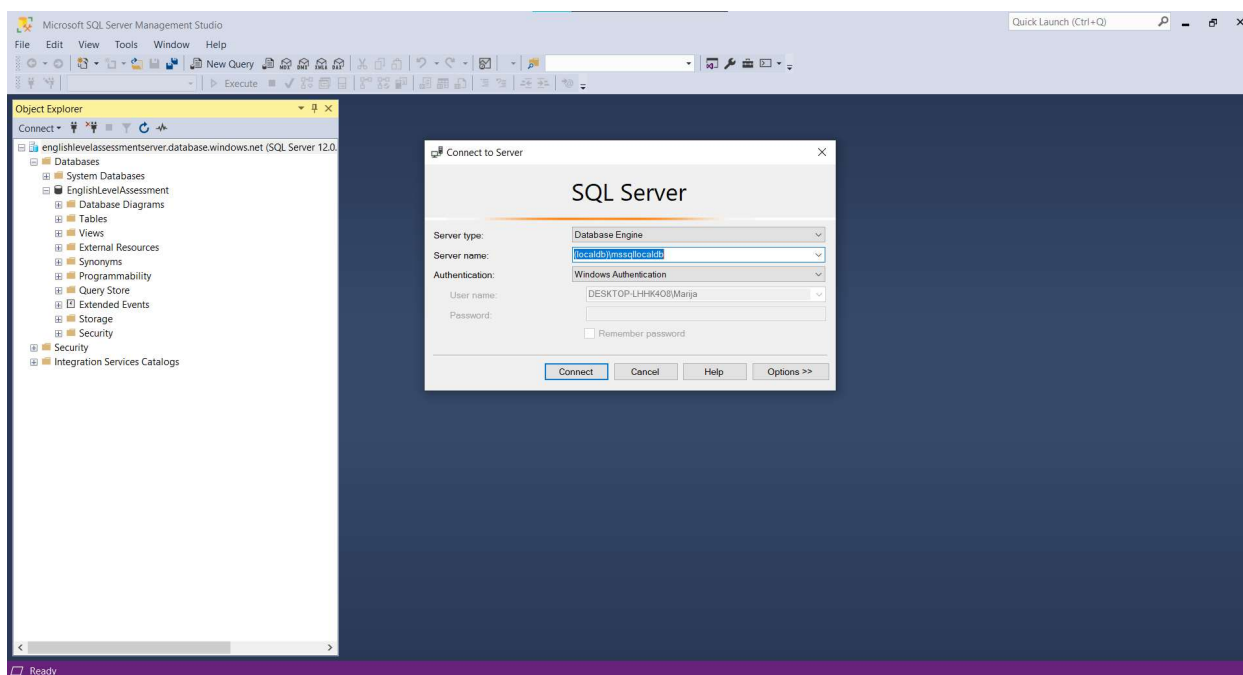 Microsoft SQL Server Management Studio
Quick Launch (Ctrl+Q)
File Edit View Tools Window Help
New Query MDX DMX XMLA DAX
Execute
Object Explorer
Connect
englishlevelassessmentserver.database.windows.net (SQL Server 12.0.
Databases
System Databases
EnglishLevelAssessment
Database Diagrams
Tables
Views
External Resources
Synonyms
Programmability
Query Store
Extended Events
Storage
Security
Security
Integration Services Catalogs
Connect to Server
SQL Server
Server type: Database Engine
Server name: (localdb)\mssqllocaldb
Authentication: Windows Authentication
User name: DESKTOP-LHHK4O8\Marija
Password:
Remember password
Connect Cancel Help Options >>
Ready